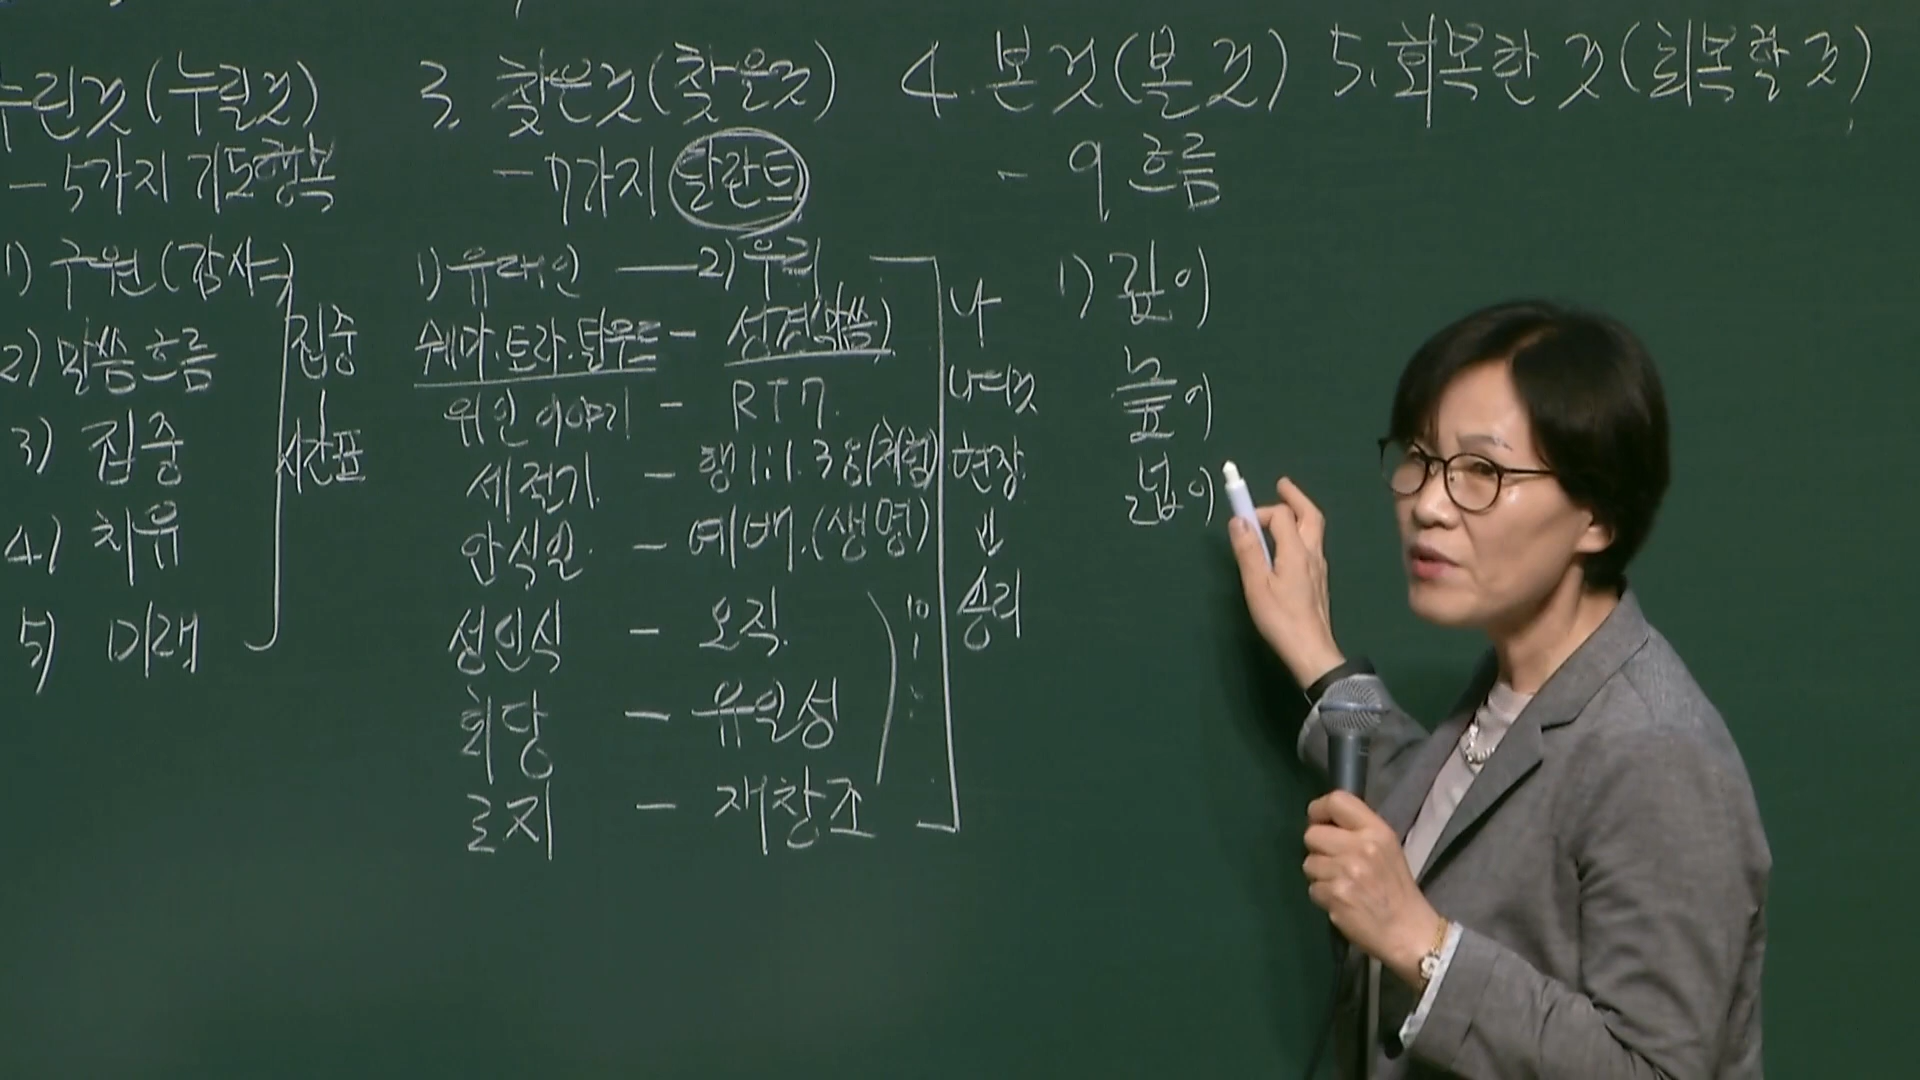 누린것(누릴것)
- 5가지 기도행복
1) 구원(감사)
2) 말씀흐름
3) 집중
4) 치유
5) 미래
집중
시간표
3. 찾은것(찾을것)
- 7가지 달란트
1) 유대인 — 2) 우리
쉐마.토라.탈무드 - 성경(말씀)
위인이야기 - RT7.
세절기 - 행1:1.3.8(체험)
안식일. - 예배.(생명)
성인식 - 오직.
회당 - 유일성
로지 - 재창조
10
나
나의것
현장
승리
4. 본것(볼것)
- 9 흐름
1) 깊이
높이
넓이
5. 회복한 것(회복할 것)